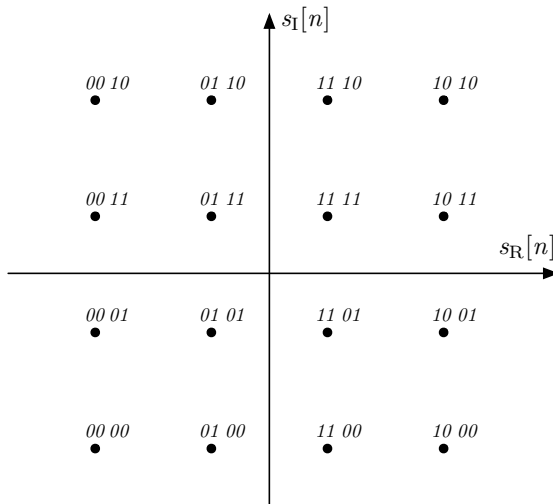 s_I[n]
00 10 01 10 11 10 10 10
00 11 01 11 11 11 10 11
s_R[n]
00 01 01 01 11 01 10 01
00 00 01 00 11 00 10 00